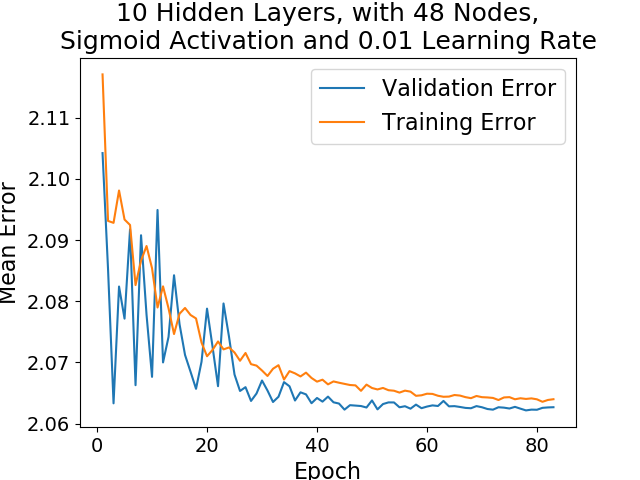 10 Hidden Layers, with 48 Nodes,
Sigmoid Activation and 0.01 Learning Rate
Validation Error
Training Error
2.11
2.10
2.09
2.08
2.07
2.06
Mean Error
0 20 40 60 80
Epoch